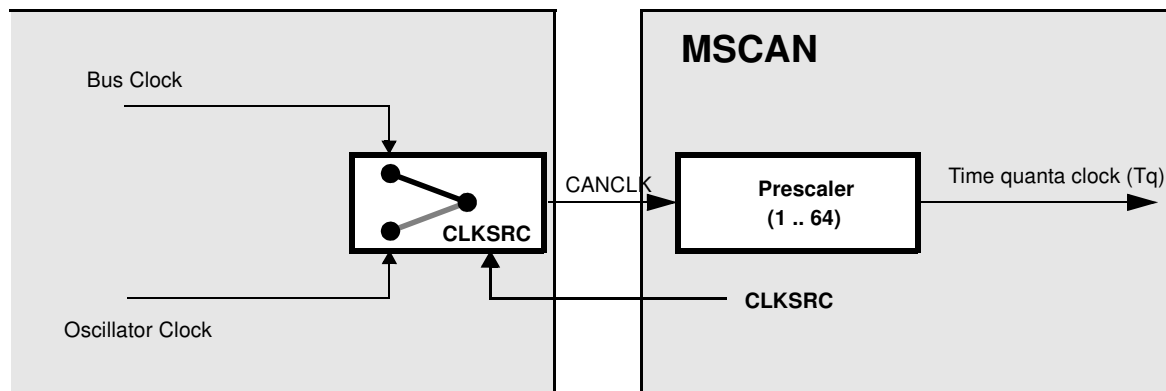 MSCAN
Bus Clock
CANCLK
Prescaler
(1 .. 64)
Time quanta clock (Tq)
CLKSRC
CLKSRC
Oscillator Clock